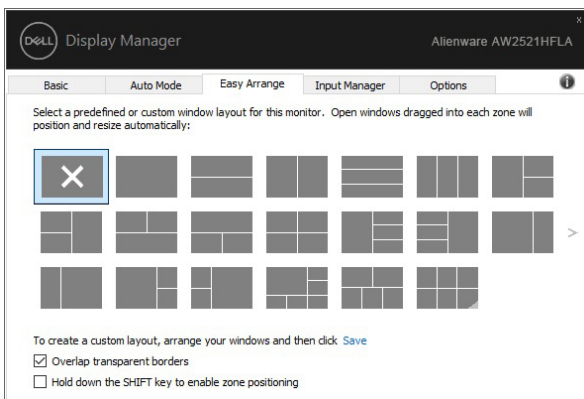 DELL Display Manager Alienware AW2521HFLA
Basic Auto Mode Easy Arrange Input Manager Options
Select a predefined or custom window layout for this monitor. Open windows dragged into each zone will
position and resize automatically:
To create a custom layout, arrange your windows and then click Save
Overlap transparent borders
Hold down the SHIFT key to enable zone positioning